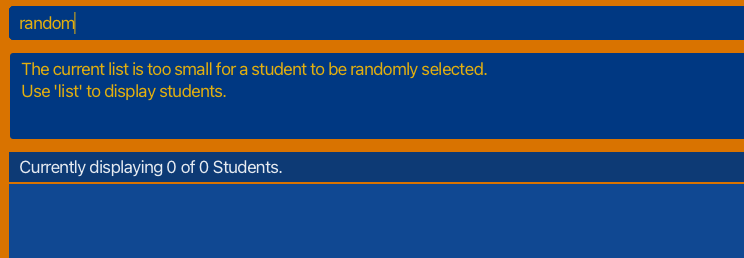 random
The current list is too small for a student to be randomly selected.
Use 'list' to display students.
Currently displaying 0 of 0 Students.